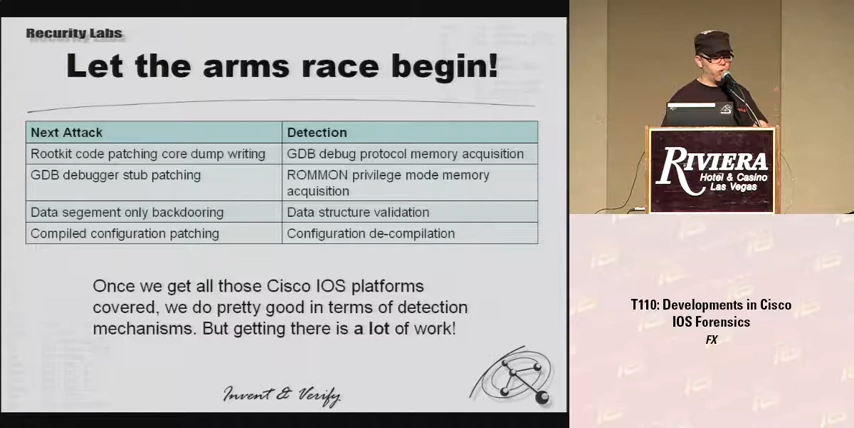 Recurity Labs
Let the arms race begin!
Next Attack
Detection
Rootkit code patching core dump writing
GDB debug protocol memory acquisition
GDB debugger stub patching
ROMMON privilege mode memory
acquisition
Data segement only backdooring
Data structure validation
Compiled configuration patching
Configuration de-compilation
Once we get all those Cisco IOS platforms
covered, we do pretty good in terms of detection
mechanisms. But getting there is a lot of work!
Invent & Verify
RIVIERA
Hotel & Casino
Las Vegas
T110: Developments in Cisco
IOS Forensics
FX